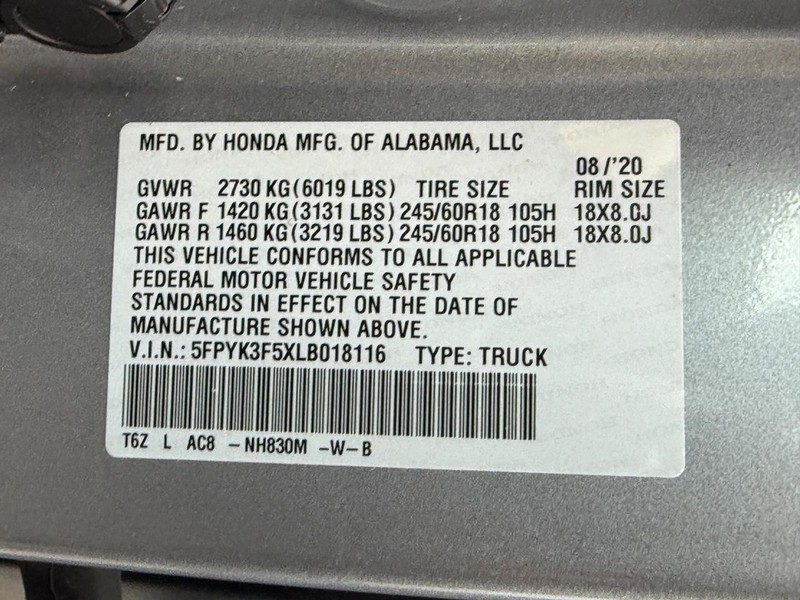 MFD. BY HONDA MFG. OF ALABAMA, LLC
08/'20
GVWR 2730 KG(6019 LBS) TIRE SIZE RIM SIZE
GAWR F 1420 KG(3131 LBS) 245/60R18 105H 18X8.0J
GAWR R 1460 KG(3219 LBS) 245/60R18 105H 18X8.0J
THIS VEHICLE CONFORMS TO ALL APPLICABLE
FEDERAL MOTOR VEHICLE SAFETY
STANDARDS IN EFFECT ON THE DATE OF
MANUFACTURE SHOWN ABOVE.
V.I.N.: 5FPYK3F5XLB018116 TYPE: TRUCK
T6Z L AC8 -NH830M -W-B